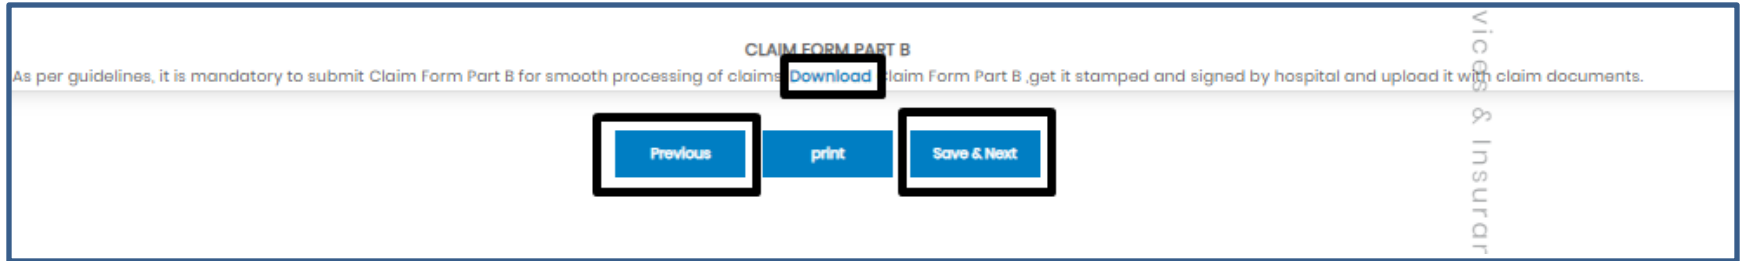 CLAIM FORM PART B
As per guidelines, it is mandatory to submit Claim Form Part B for smooth processing of claims Download Claim Form Part B ,get it stamped and signed by hospital and upload it with claim documents.
Previous
print
Save & Next
vices & Insurar